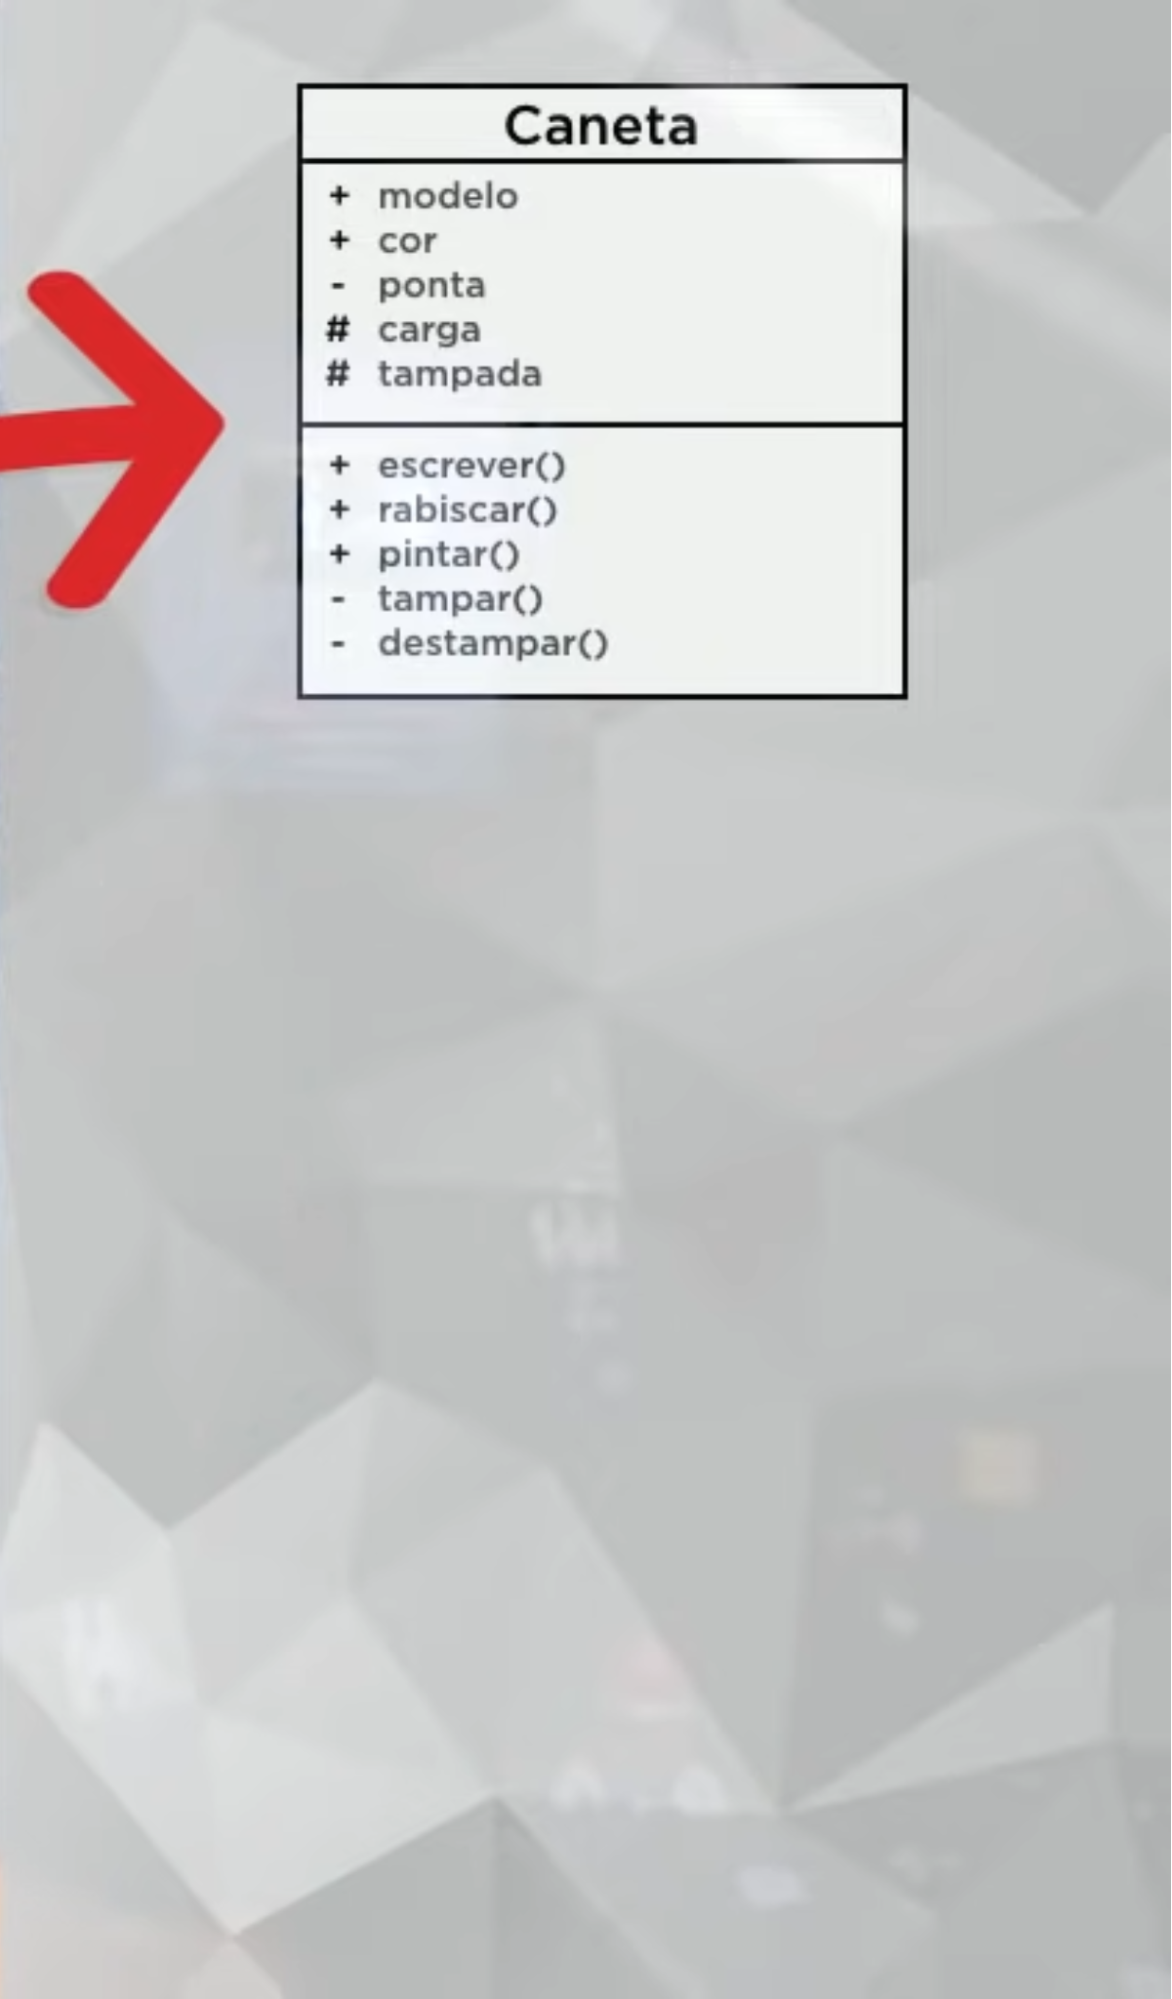 Caneta
+ modelo
+ cor
- ponta
# carga
# tampada
+ escrever()
+ rabiscar()
+ pintar()
- tampar()
- destampar()